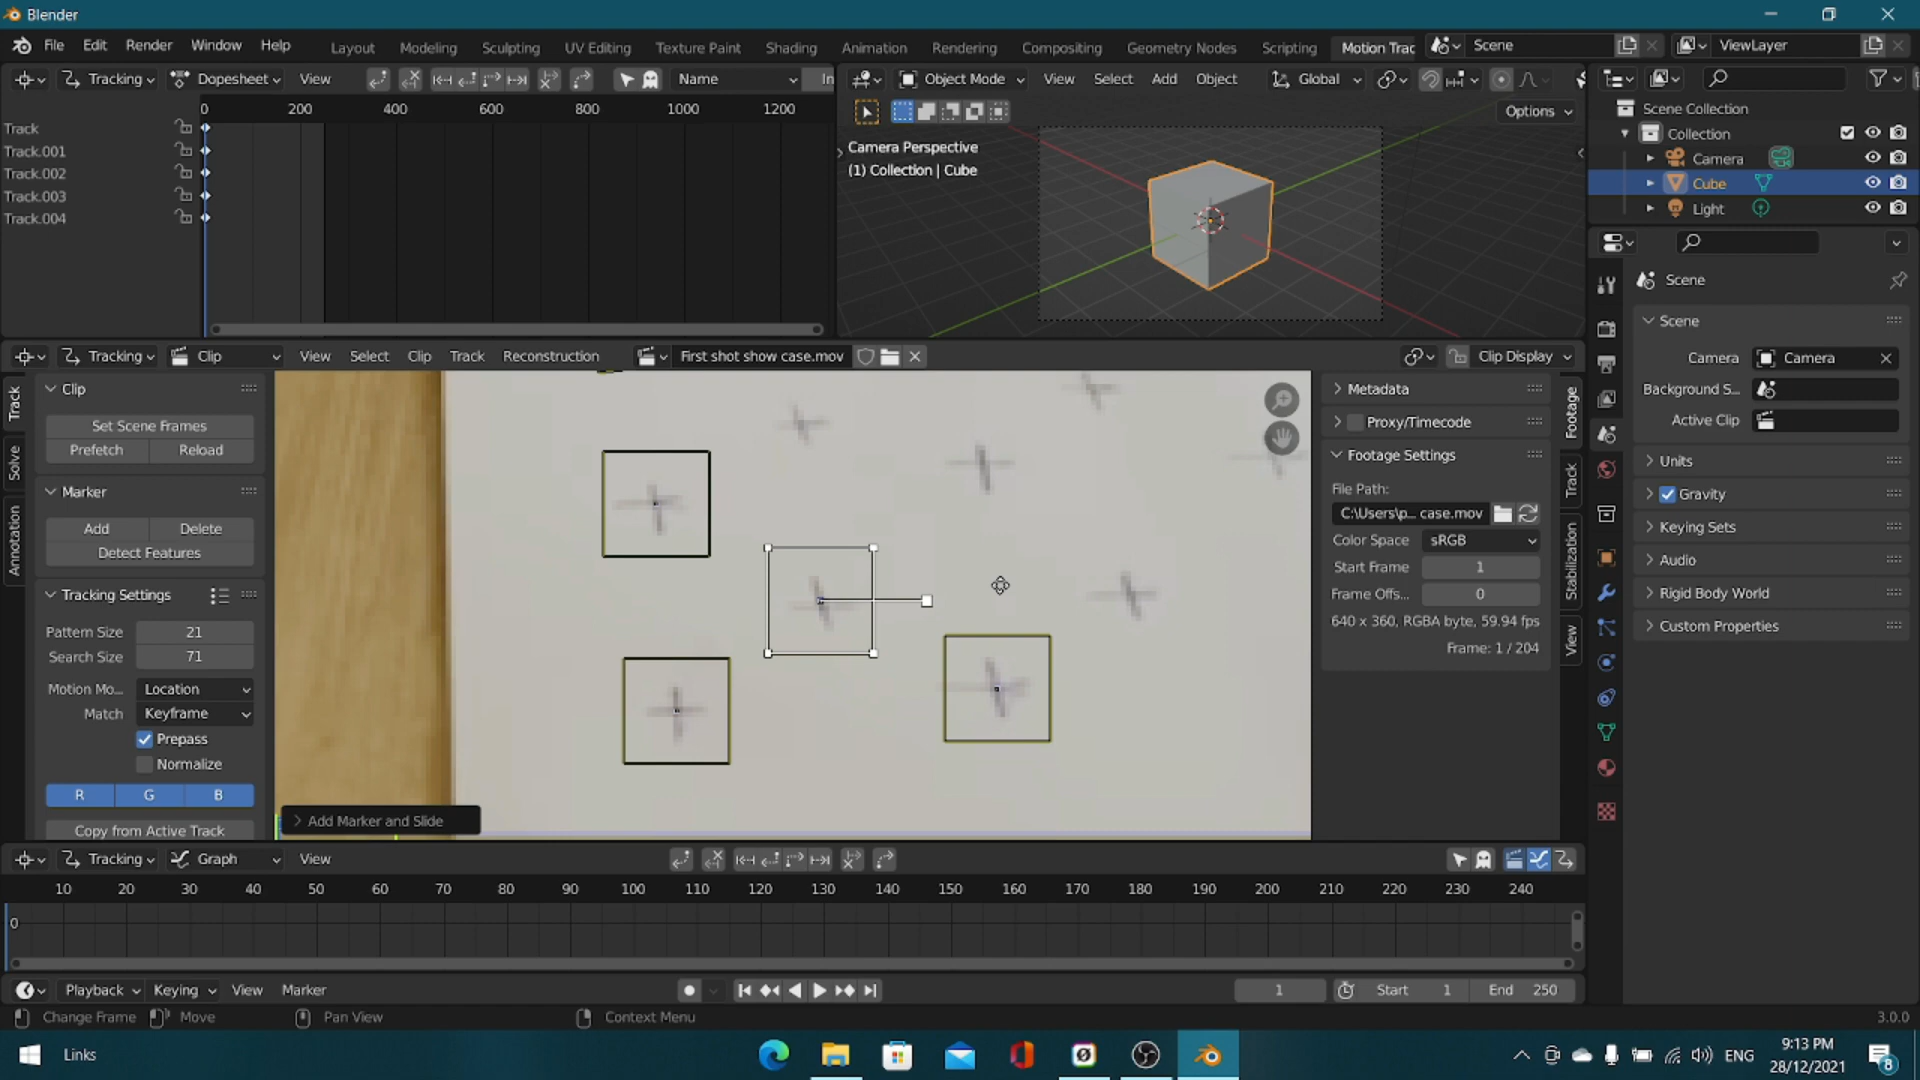 Blender
File Edit Render Window Help
Layout Modeling Sculpting UV Editing Texture Paint Shading Animation Rendering Compositing Geometry Nodes Scripting Motion Trac
Scene
ViewLayer
Tracking Dopesheet View Name In
0 200 400 600 800 1000 1200
Track
Track.001
Track.002
Track.003
Track.004
Object Mode View Select Add Object Global
Options
Camera Perspective
(1) Collection | Cube
Scene Collection
Collection
Camera
Cube
Light
Scene
Scene
Camera Camera
Background S...
Active Clip
Units
Gravity
Keying Sets
Audio
Rigid Body World
Custom Properties
Tracking Clip View Select Clip Track Reconstruction First shot show case.mov Clip Display
Track
Solve
Annotation
Clip
Set Scene Frames
Prefetch Reload
Marker
Add Delete
Detect Features
Tracking Settings
Pattern Size 21
Search Size 71
Motion Mo... Location
Match Keyframe
Prepass
Normalize
R G B
Copy from Active Track
Add Marker and Slide
Metadata
Proxy/Timecode
Footage Settings
File Path:
C:\Users\p... case.mov
Color Space sRGB
Start Frame 1
Frame Offs... 0
640 x 360, RGBA byte, 59.94 fps
Frame: 1 / 204
Footage
Track
Stabilization
View
Tracking Graph View
10 20 30 40 50 60 70 80 90 100 110 120 130 140 150 160 170 180 190 200 210 220 230 240
0
Playback Keying View Marker
1 Start 1 End 250
Change Frame Move Pan View Context Menu 3.0.0
Links
ENG
9:13 PM
28/12/2021
8